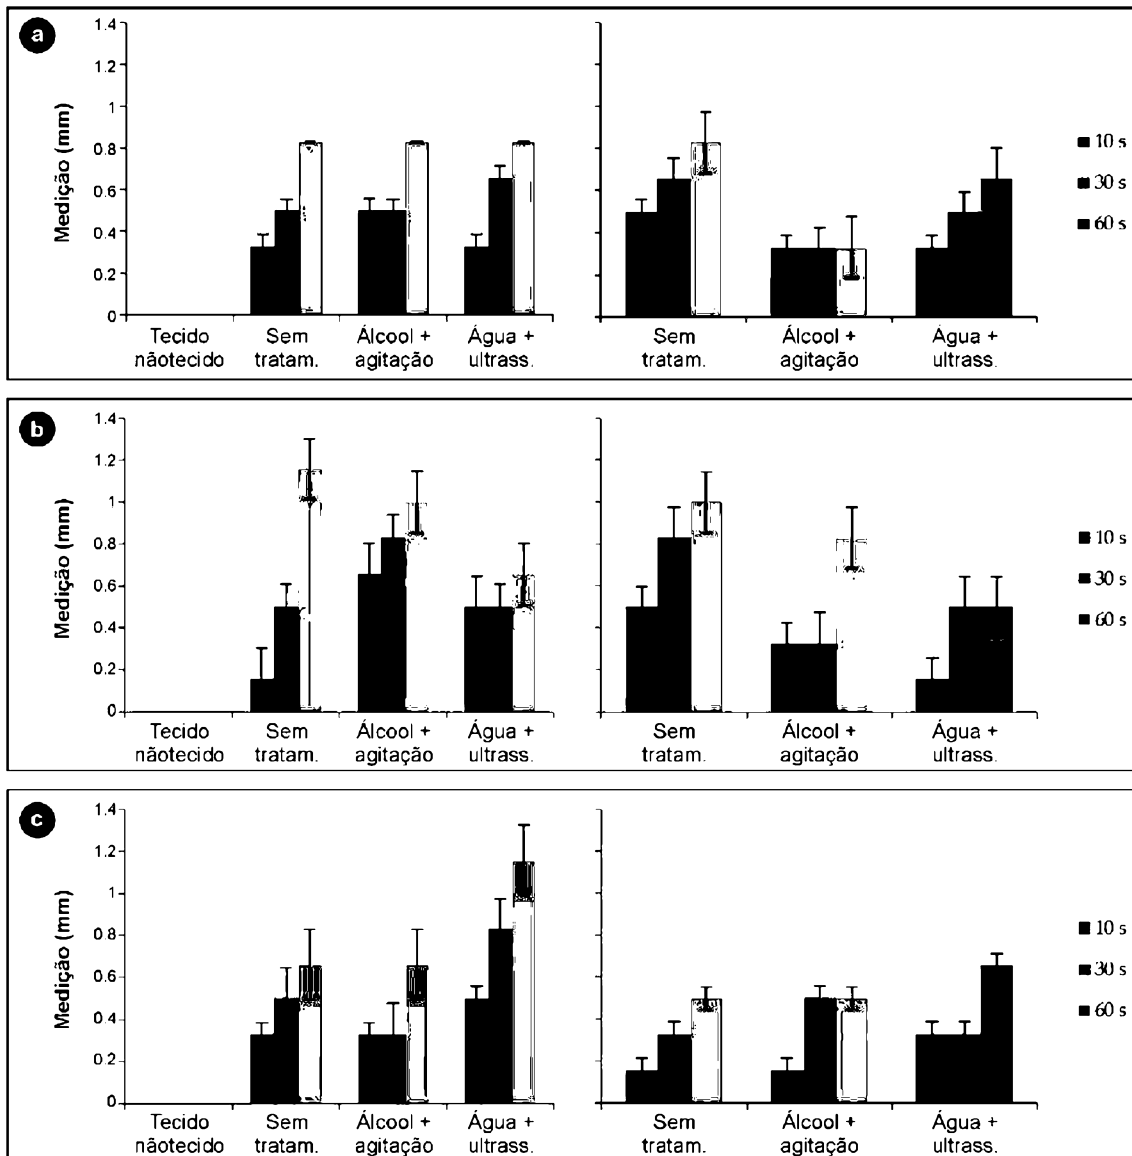 a
Medição (mm)
1.4
1.2
1
0.8
0.6
0.4
0.2
0
Tecido nãotecido
Sem tratam.
Álcool + agitação
Água + ultrass.
Sem tratam.
Álcool + agitação
Água + ultrass.
10 s
30 s
60 s
b
Medição (mm)
1.4
1.2
1
0.8
0.6
0.4
0.2
0
Tecido nãotecido
Sem tratam.
Álcool + agitação
Água + ultrass.
Sem tratam.
Álcool + agitação
Água + ultrass.
10 s
30 s
60 s
c
Medição (mm)
1.4
1.2
1
0.8
0.6
0.4
0.2
0
Tecido nãotecido
Sem tratam.
Álcool + agitação
Água + ultrass.
Sem tratam.
Álcool + agitação
Água + ultrass.
10 s
30 s
60 s